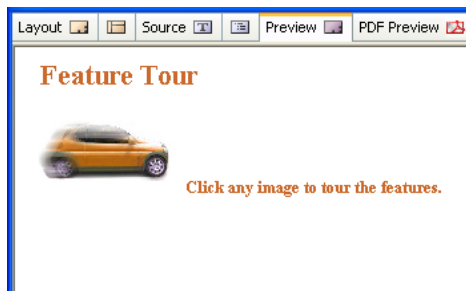 Layout Source T Preview PDF Preview
Feature Tour
Click any image to tour the features.